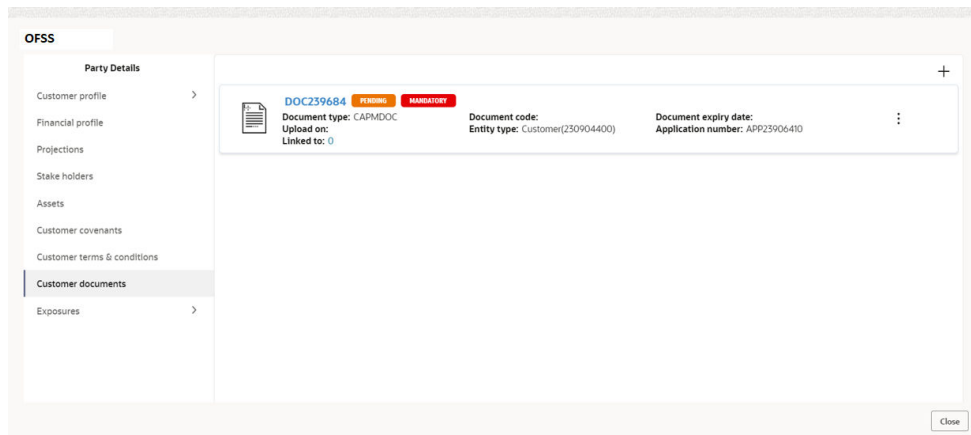 OFSS
Party Details
Customer profile
Financial profile
Projections
Stake holders
Assets
Customer covenants
Customer terms & conditions
Customer documents
Exposures
DOC239684 PENDING MANDATORY
Document type: CAPMDOC Document code: Document expiry date:
Upload on: Entity type: Customer(230904400) Application number: APP23906410
Linked to: 0
Close